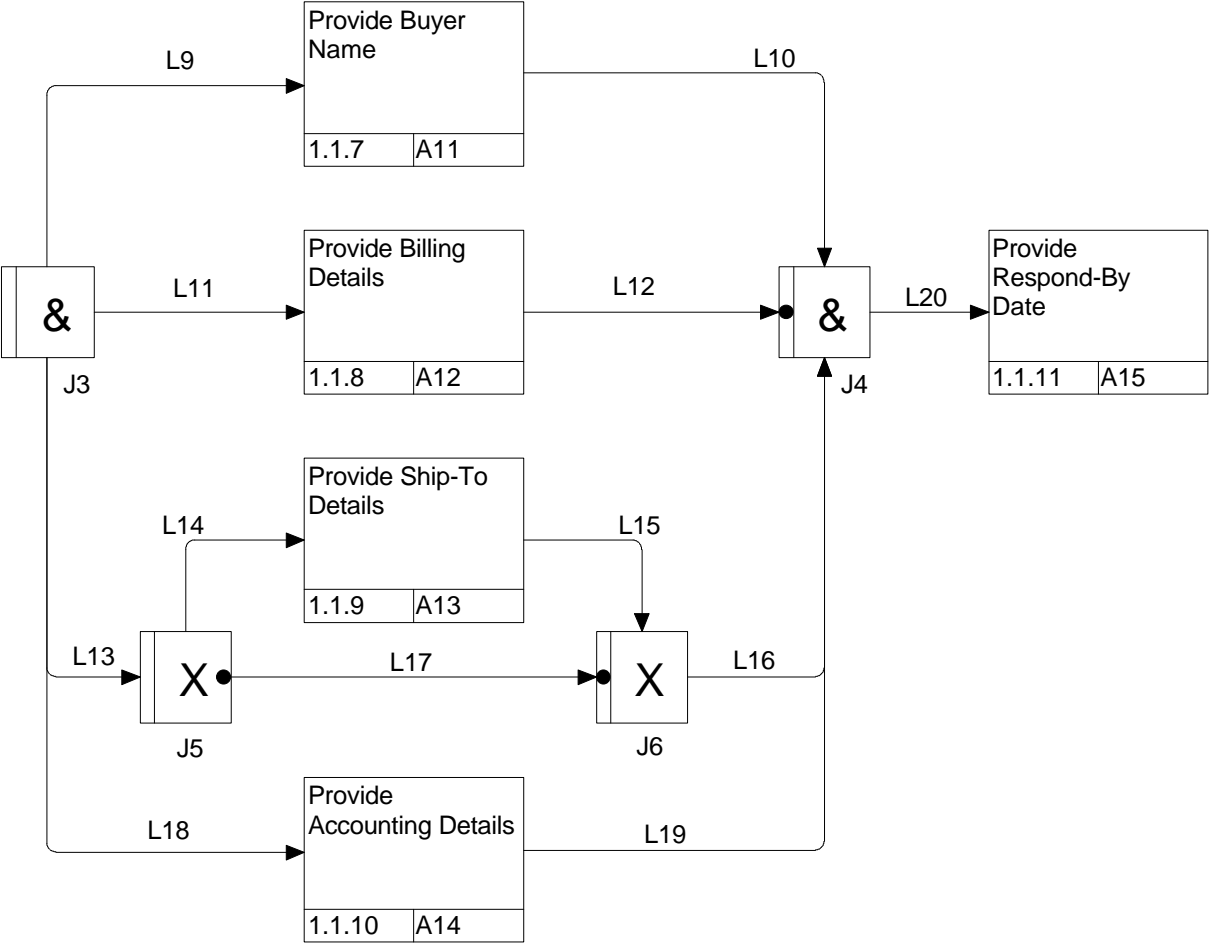 Provide Buyer
Name
L9
L10
1.1.7 A11
Provide Billing
Details
Provide
Respond-By
Date
L11
L12
L20
&
&
1.1.8 A12
1.1.11 A15
J3
J4
Provide Ship-To
Details
L14
L15
1.1.9 A13
L13
L17
L16
X
X
J5
J6
Provide
Accounting Details
L18
L19
1.1.10 A14